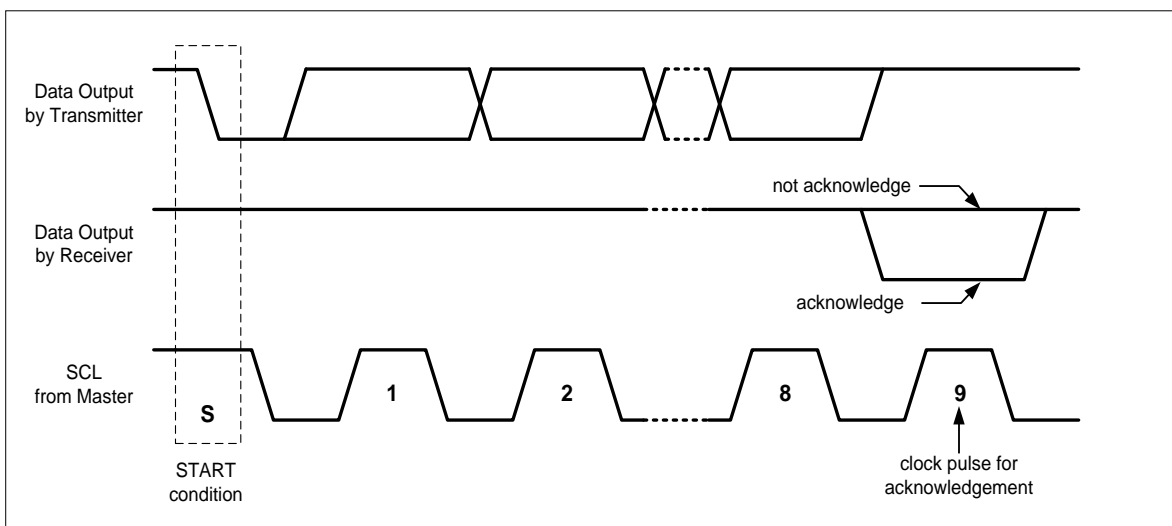 Data Output
by Transmitter
not acknowledge
Data Output
by Receiver
acknowledge
SCL
from Master
S
1
2
8
9
START
condition
clock pulse for
acknowledgement